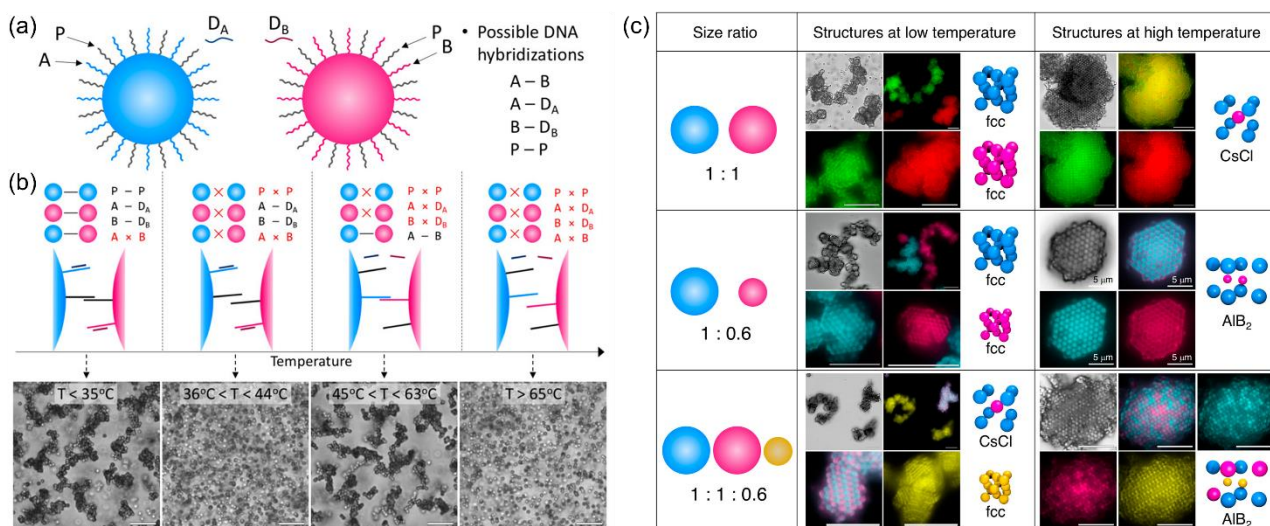 (a)
P
A
D_A
D_B
P
B
• Possible DNA
hybridizations
A – B
A – D_A
B – D_B
P – P
(b)
P – P
A – D_A
B – D_B
A × B
P × P
A – D_A
B – D_B
A × B
P × P
A × D_A
B × D_B
A – B
P × P
A × D_A
B × D_B
A × B
Temperature
T < 35°C
36°C < T < 44°C
45°C < T < 63°C
T > 65°C
(c)
Size ratio
Structures at low temperature
Structures at high temperature
1 : 1
fcc
fcc
CsCl
1 : 0.6
fcc
fcc
5 μm
5 μm
5 μm
5 μm
AlB₂
1 : 1 : 0.6
CsCl
fcc
AlB₂